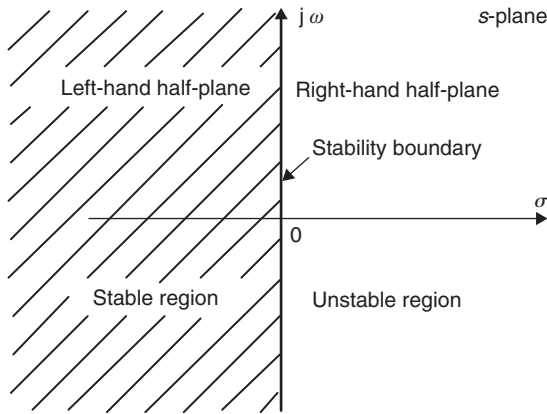 j ω
s-plane
Left-hand half-plane
Right-hand half-plane
Stability boundary
σ
0
Stable region
Unstable region